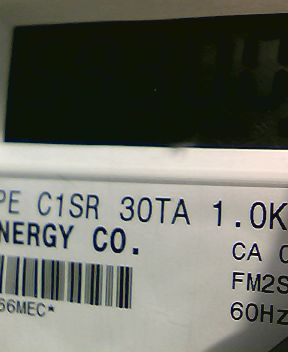 PE C1SR 30TA 1.0K
NERGY CO.
CA
FM2S
66MEC*
60Hz